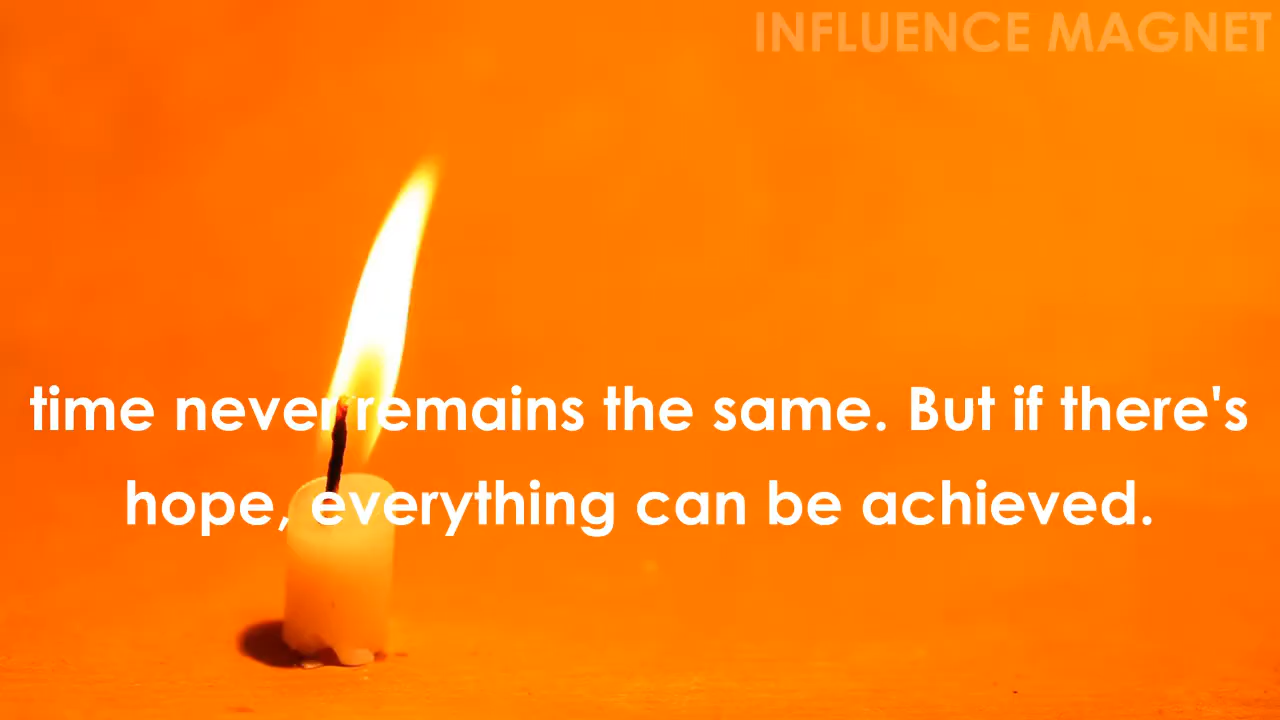 INFLUENCE MAGNET
time never remains the same. But if there's
hope, everything can be achieved.